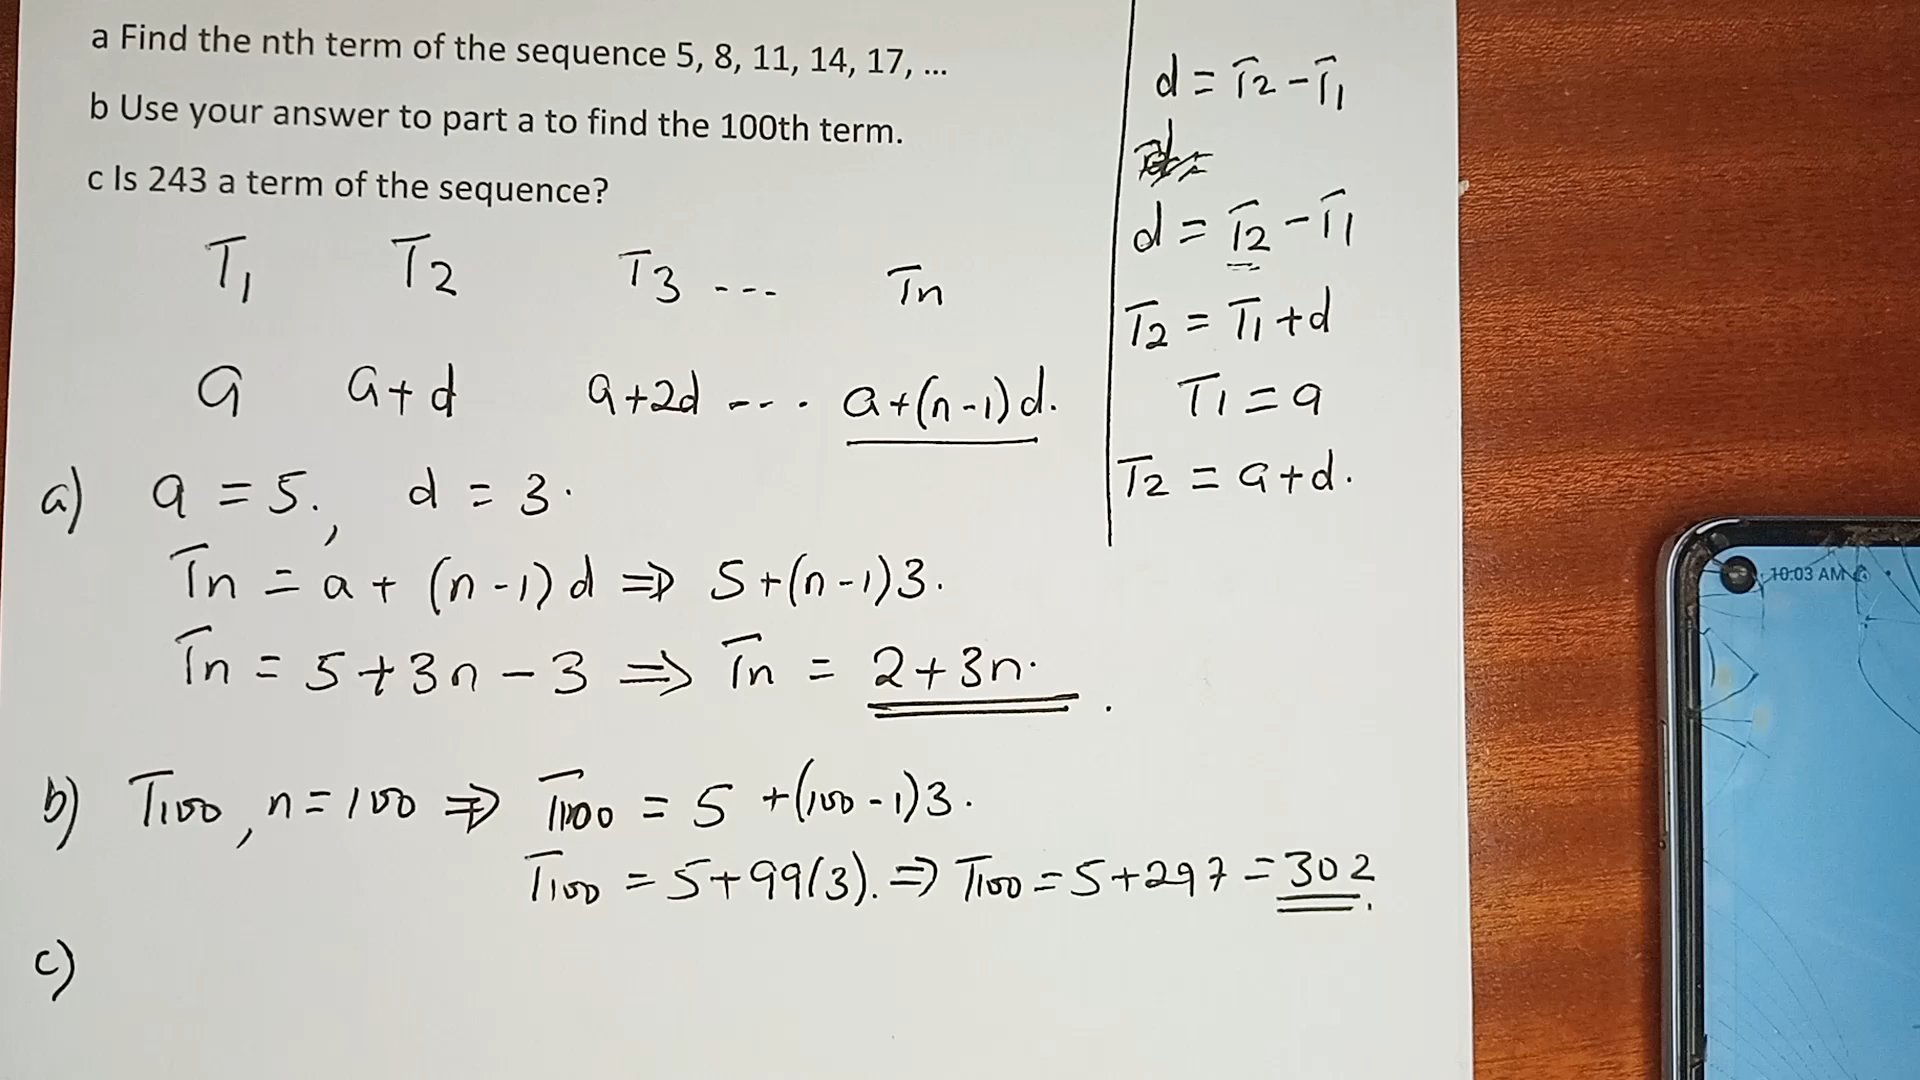 a Find the nth term of the sequence 5, 8, 11, 14, 17, ...
b Use your answer to part a to find the 100th term.
c Is 243 a term of the sequence?
T1 T2 T3 --- Tn
a a+d a+2d --- a+(n-1)d.
a) a = 5., d = 3.
Tn = a + (n-1)d ⇒ 5+(n-1)3.
Tn = 5+3n-3 ⇒ Tn = 2+3n.
b) T100, n=100 ⇒ T100 = 5 +(100-1)3.
T100 = 5+99(3). ⇒ T100 = 5+297 = 302.
c)
d = T2 - T1
d = T2 - T1
T2 = T1+d
T1 = a
T2 = a+d.
10:03 AM